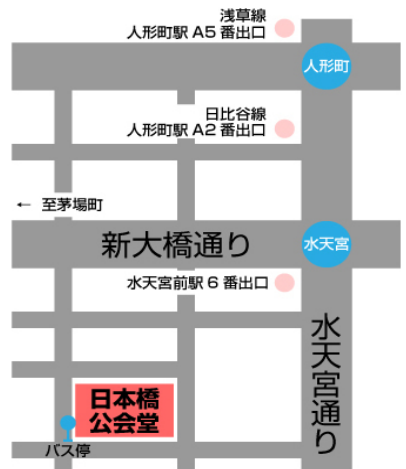 浅草線
人形町駅 A5 番出口
人形町
日比谷線
人形町駅 A2 番出口
← 至茅場町
新大橋通り
水天宮
水天宮前駅 6 番出口
水天宮通り
日本橋
公会堂
バス停